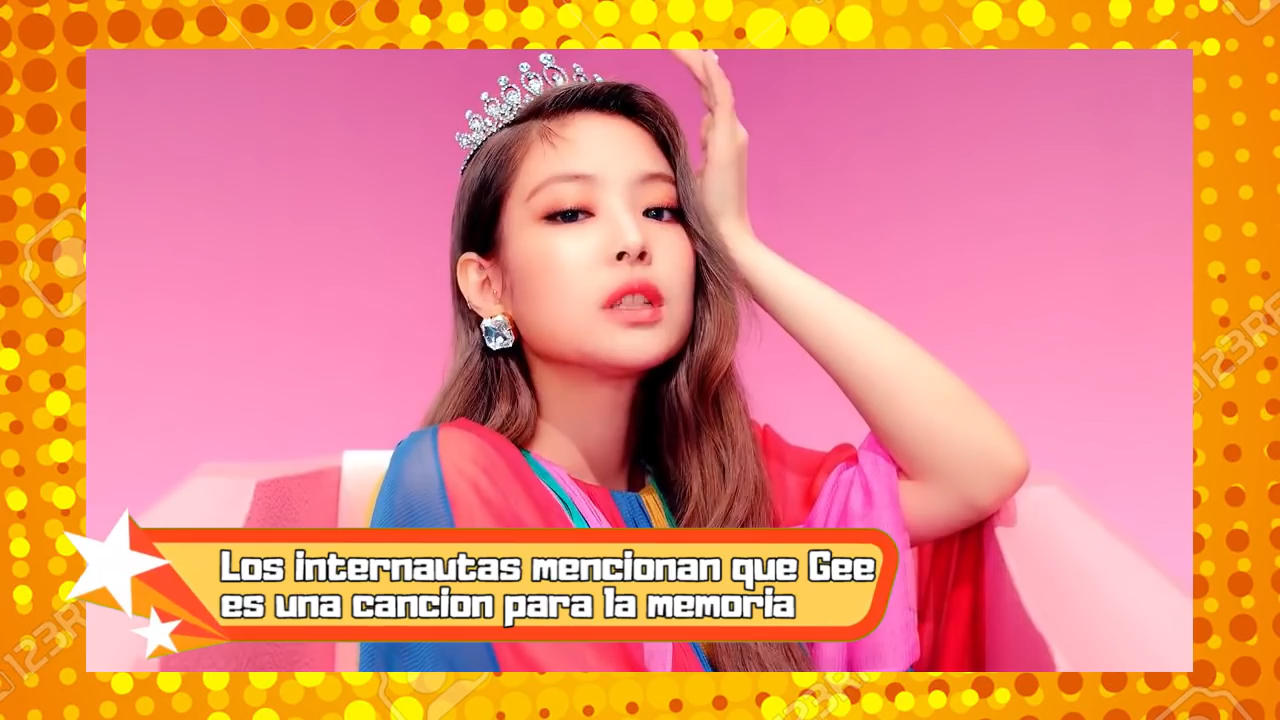 Los internautas mencionan que Gee
es una cancion para la memoria